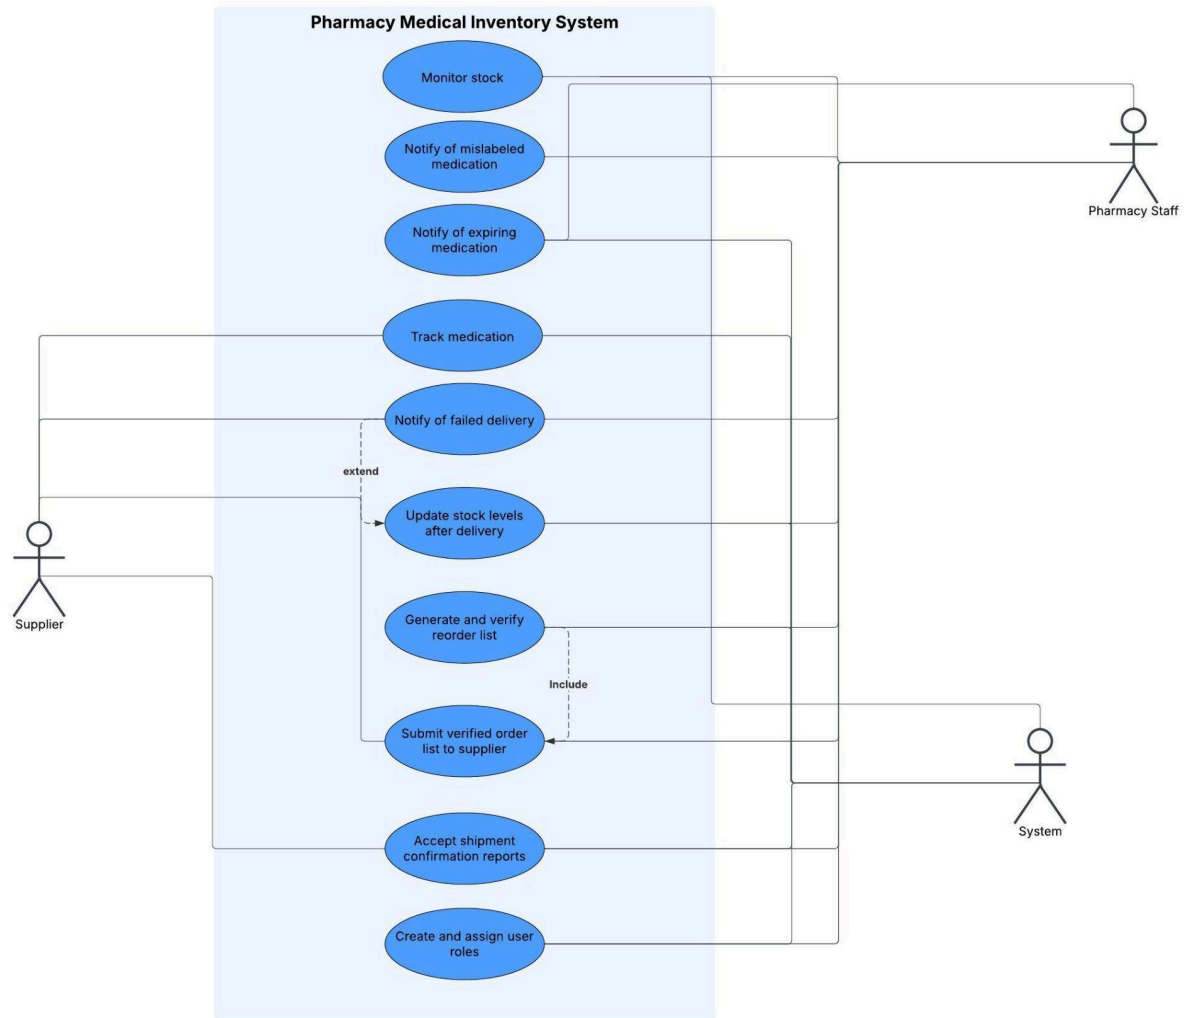 Pharmacy Medical Inventory System
Monitor stock
Notify of mislabeled
medication
Pharmacy Staff
Notify of expiring
medication
Track medication
Notify of failed delivery
extend
Update stock levels
after delivery
Supplier
Generate and verify
reorder list
Include
Submit verified order
list to supplier
System
Accept shipment
confirmation reports
Create and assign user
roles